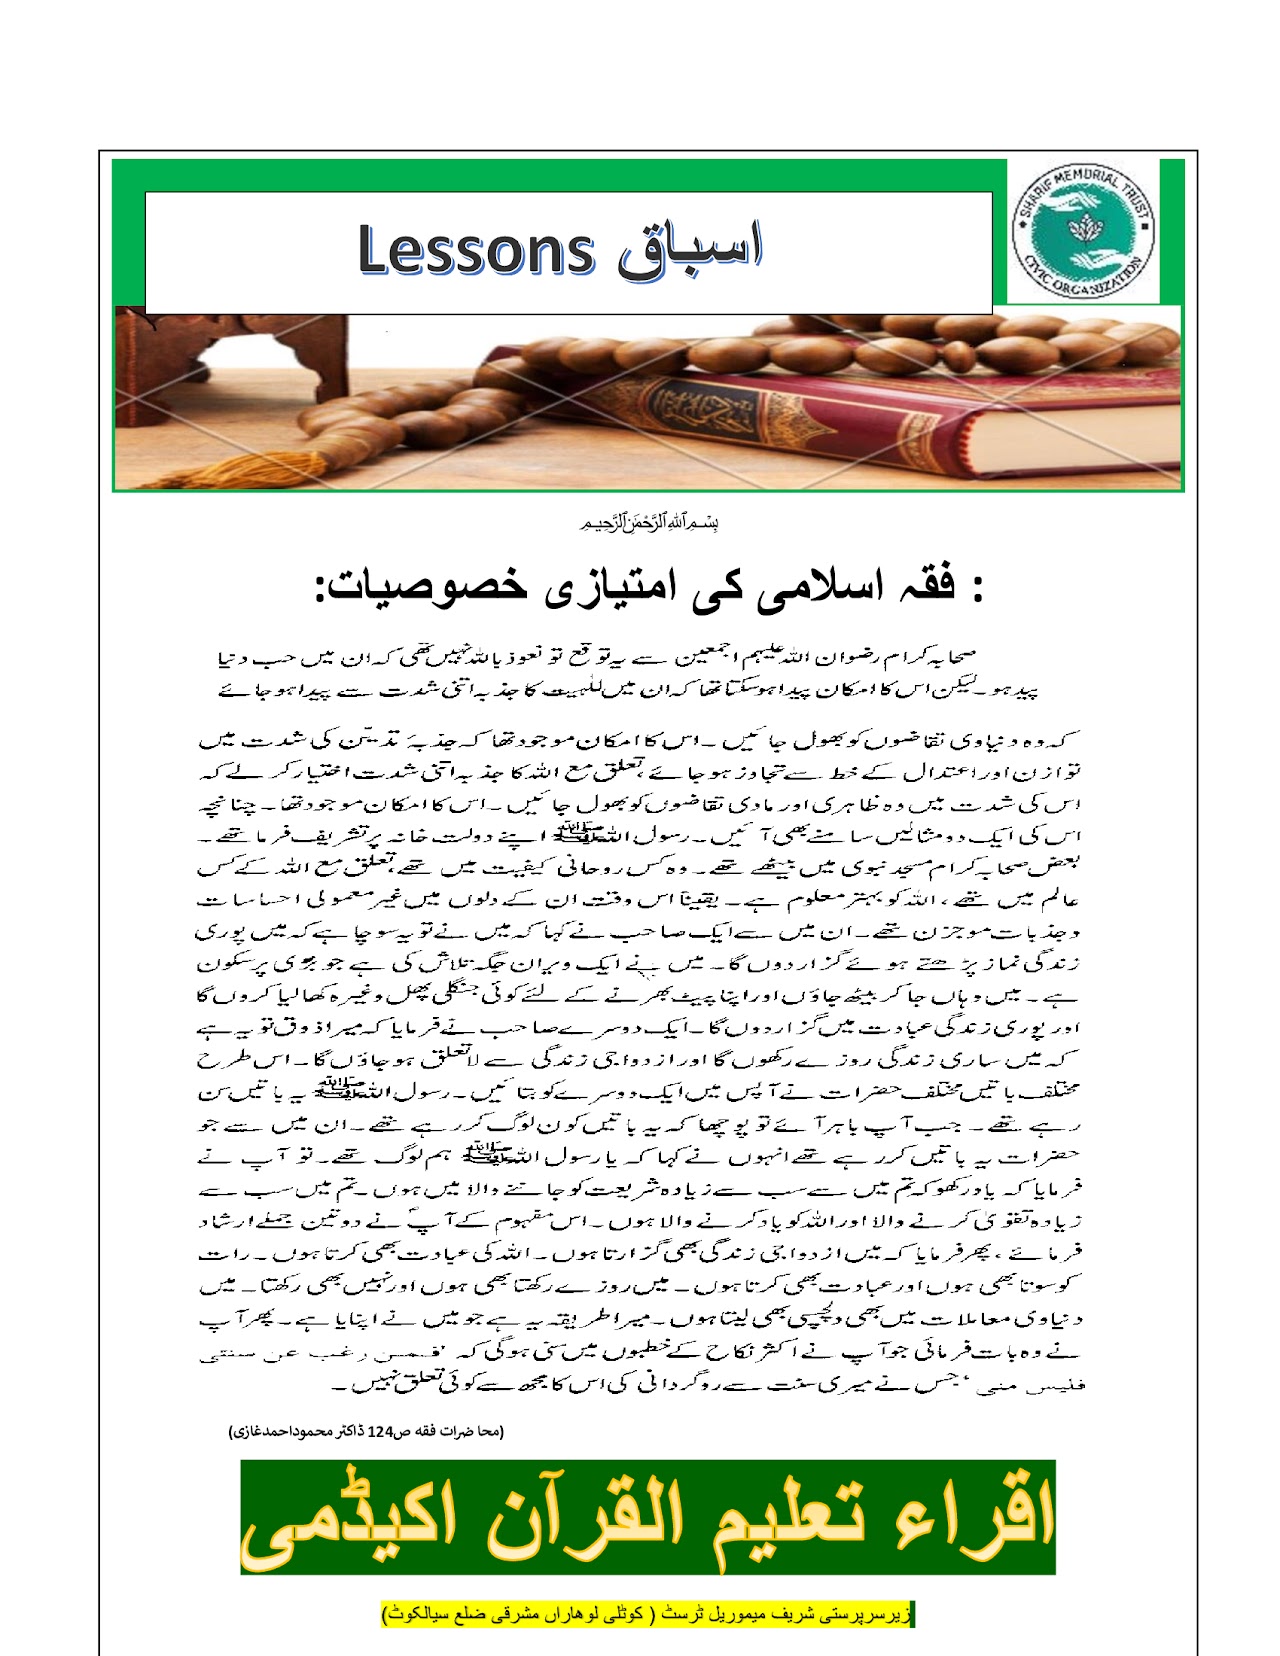 SHARIF MEMORIAL TRUST
CIVIC ORGANIZATION
اسباق Lessons
بِسْمِ اللهِ الرَّحْمٰنِ الرَّحِيْمِ
: فقہ اسلامی کی امتیازی خصوصیات:
صحابہ کرام رضوان اللہ علیہم اجمعین سے یہ توقع تو نعوذ باللہ نہیں تھی کہ ان میں حب دنیا
پید ہو۔ لیکن اس کا امکان پیدا ہو سکتا تھا کہ ان میں للہیت کا جذبہ اتنی شدت سے پیدا ہو جائے
کہ وہ دنیاوی تقاضوں کو بھول جائیں۔ اس کا امکان موجود تھا کہ جذبۂ تدیّن کی شدت میں
توازن اور اعتدال کے خط سے تجاوز ہو جائے، تعلق مع اللہ کا جذبہ اتنی شدت اختیار کر لے کہ
اس کی شدت میں وہ ظاہری اور مادی تقاضوں کو بھول جائیں۔ اس کا امکان موجود تھا۔ چنانچہ
اس کی ایک دو مثالیں سامنے بھی آئیں۔ رسول اللہ ﷺ اپنے دولت خانہ پر تشریف فرما تھے۔
بعض صحابہ کرام مسجد نبوی میں بیٹھے تھے۔ وہ کس روحانی کیفیت میں تھے، تعلق مع اللہ کے کس
عالم میں تھے، اللہ کو بہتر معلوم ہے۔ یقیناً اس وقت ان کے دلوں میں غیر معمولی احساسات
و جذبات موجزن تھے۔ ان میں سے ایک صاحب نے کہا کہ میں نے تو یہ سوچا ہے کہ میں پوری
زندگی نماز پڑھتے ہوئے گزار دوں گا۔ میں نے ایک ویران جگہ تلاش کی ہے جو بڑی پرسکون
ہے۔ میں وہاں جا کر بیٹھ جاؤں اور اپنا پیٹ بھرنے کے لئے کوئی جنگلی پھل وغیرہ کھا لیا کروں گا
اور پوری زندگی عبادت میں گزار دوں گا۔ ایک دوسرے صاحب نے فرمایا کہ میرا ذوق تو یہ ہے
کہ میں ساری زندگی روزے رکھوں گا اور ازدواجی زندگی سے لا تعلق ہو جاؤں گا۔ اس طرح
مختلف باتیں مختلف حضرات نے آپس میں ایک دوسرے کو بتائیں۔ رسول اللہ ﷺ یہ باتیں سن
رہے تھے۔ جب آپ باہر آئے تو پوچھا کہ یہ باتیں کون لوگ کر رہے تھے۔ ان میں سے جو
حضرات یہ باتیں کر رہے تھے انہوں نے کہا کہ یا رسول اللہ ﷺ ہم لوگ تھے۔ تو آپ نے
فرمایا کہ یاد رکھو کہ تم میں سے سب سے زیادہ شریعت کو جاننے والا میں ہوں۔ تم میں سب سے
زیادہ تقویٰ کرنے والا اور اللہ کو یاد کرنے والا ہوں۔ اس مفہوم کے آپؐ نے دو تین جملے ارشاد
فرمائے، پھر فرمایا کہ میں ازدواجی زندگی بھی گزارتا ہوں۔ اللہ کی عبادت بھی کرتا ہوں۔ رات
کو سوتا بھی ہوں اور عبادت بھی کرتا ہوں۔ میں روزے رکھتا بھی ہوں اور نہیں بھی رکھتا۔ میں
دنیاوی معاملات میں بھی دلچسپی بھی لیتا ہوں۔ میرا طریقہ یہ ہے جو میں نے اپنایا ہے۔ پھر آپ
نے وہ بات فرمائی جو آپ نے اکثر نکاح کے خطبوں میں سنی ہوگی کہ 'فمن رغب عن سنتی
فلیس منی' جس نے میری سنت سے روگردانی کی اس کا مجھ سے کوئی تعلق نہیں۔
(محاضرات فقہ ص124 ڈاکٹر محموداحمدغازی)
اقراء تعلیم القرآن اکیڈمی
زیرسرپرستی شریف میموریل ٹرسٹ ( کوٹلی لوہاراں مشرقی ضلع سیالکوٹ)